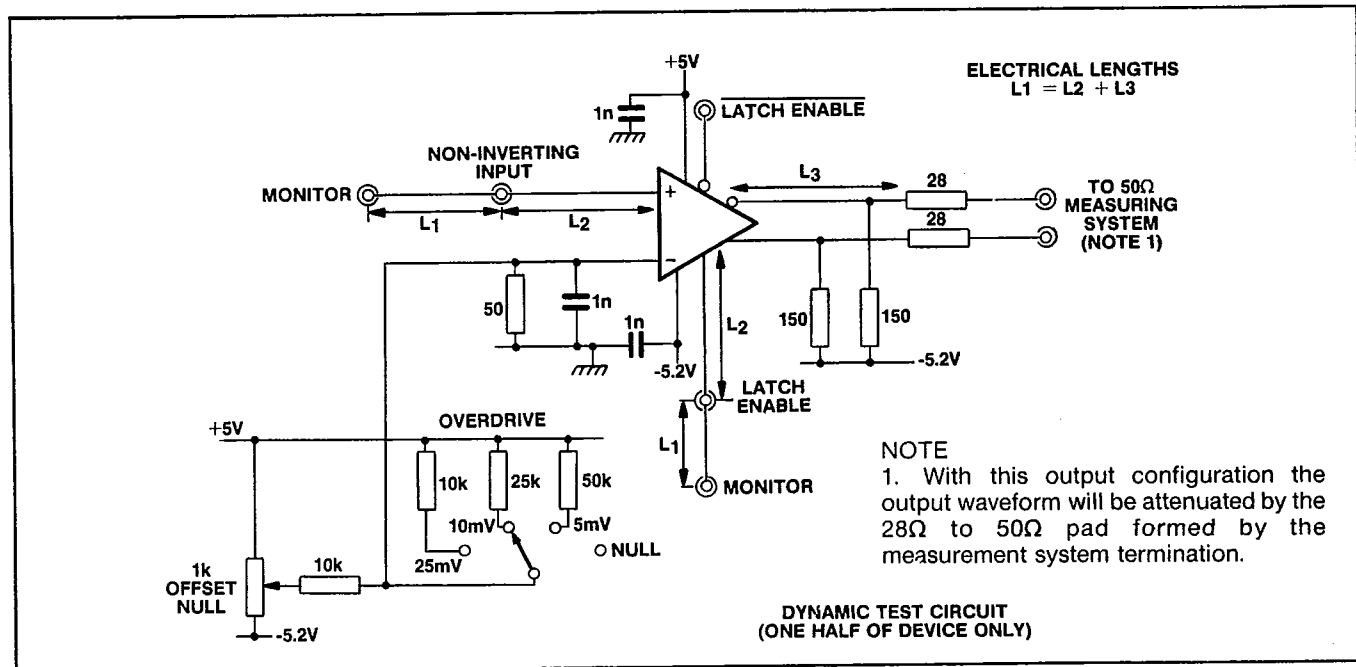 +5V
1n
LATCH ENABLE
ELECTRICAL LENGTHS
L1 = L2 + L3
NON-INVERTING
INPUT
MONITOR
L1
L2
+
−
L3
28
28
TO 50Ω
MEASURING
SYSTEM
(NOTE 1)
50
1n
1n
-5.2V
L2
150
150
-5.2V
LATCH
ENABLE
L1
MONITOR
OVERDRIVE
+5V
10k
25k
50k
10mV
5mV
25mV
NULL
1k
OFFSET
NULL
10k
-5.2V
NOTE
1. With this output configuration the
output waveform will be attenuated by the
28Ω to 50Ω pad formed by the
measurement system termination.
DYNAMIC TEST CIRCUIT
(ONE HALF OF DEVICE ONLY)